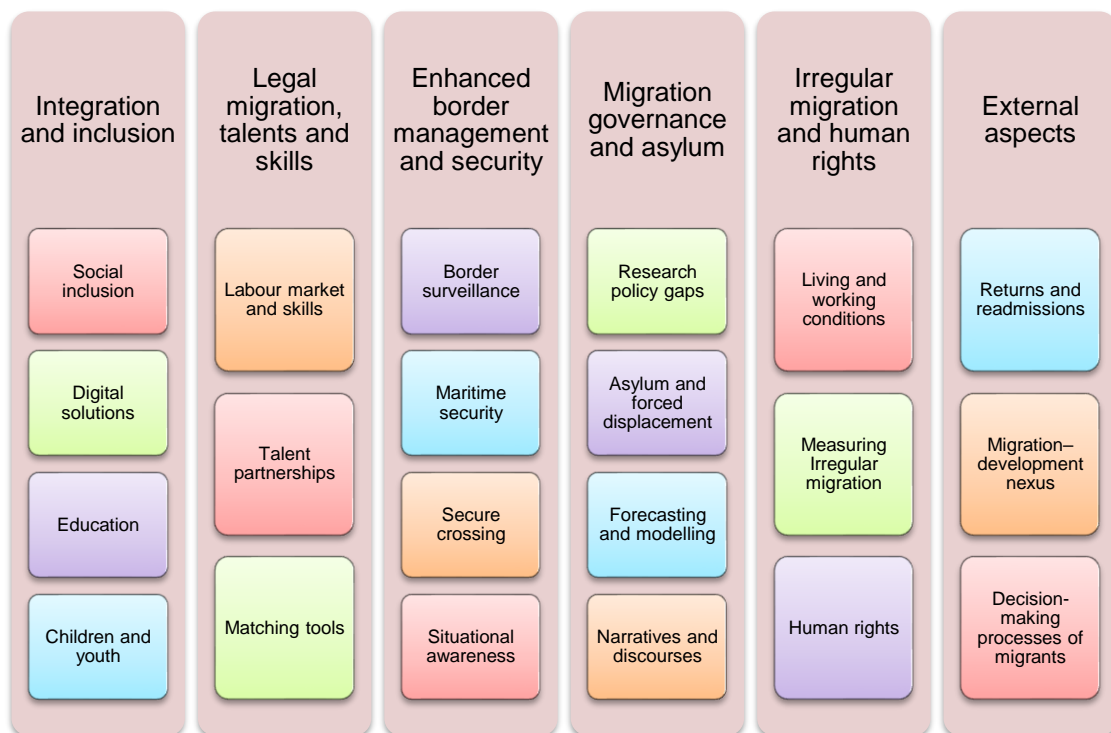 Integration
and inclusion
Social
inclusion
Digital
solutions
Education
Children and
youth
Legal
migration,
talents and
skills
Labour market
and skills
Talent
partnerships
Matching tools
Enhanced
border
management
and security
Border
surveillance
Maritime
security
Secure
crossing
Situational
awareness
Migration
governance
and asylum
Research
policy gaps
Asylum and
forced
displacement
Forecasting
and modelling
Narratives and
discourses
Irregular
migration
and human
rights
Living and
working
conditions
Measuring
Irregular
migration
Human rights
External
aspects
Returns and
readmissions
Migration–
development
nexus
Decision-
making
processes of
migrants